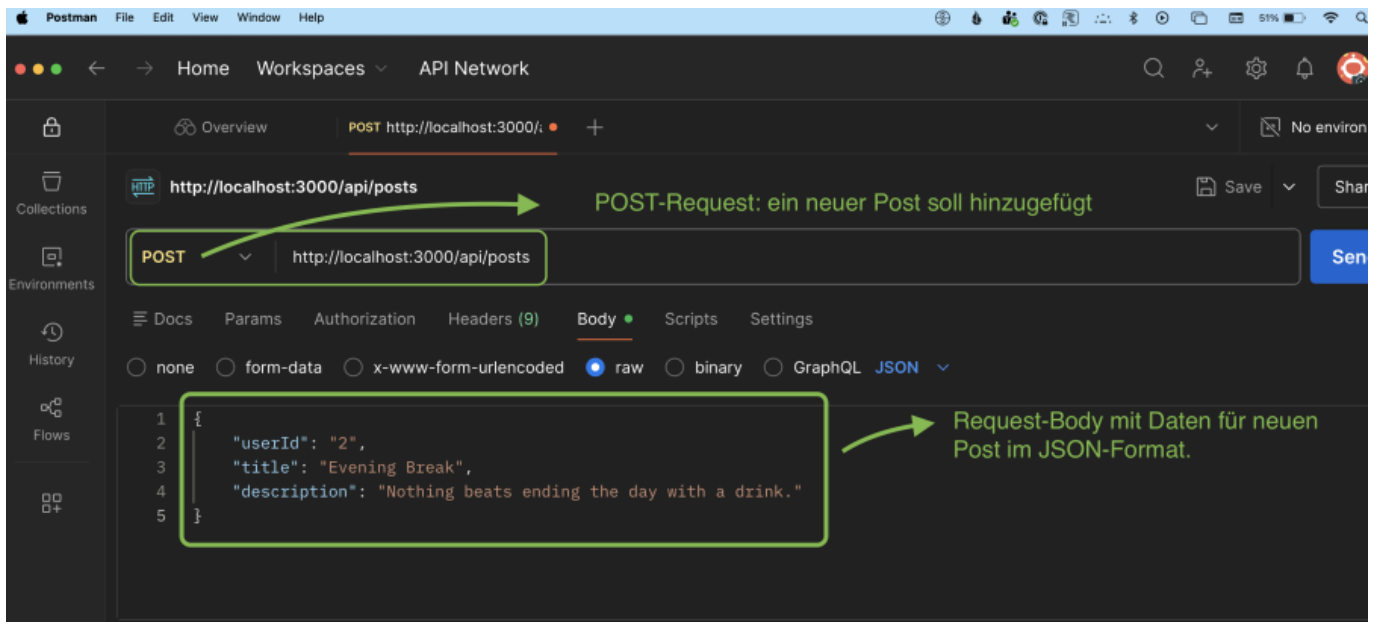 Postman File Edit View Window Help 51%
Home Workspaces API Network
Overview POST http://localhost:3000/ +
No environ
HTTP http://localhost:3000/api/posts Save Shar
POST-Request: ein neuer Post soll hinzugefügt
POST http://localhost:3000/api/posts Sen
Docs Params Authorization Headers (9) Body Scripts Settings
none form-data x-www-form-urlencoded raw binary GraphQL JSON
Collections
Environments
History
Flows
1 {
2 "userId": "2",
3 "title": "Evening Break",
4 "description": "Nothing beats ending the day with a drink."
5 }
Request-Body mit Daten für neuen
Post im JSON-Format.